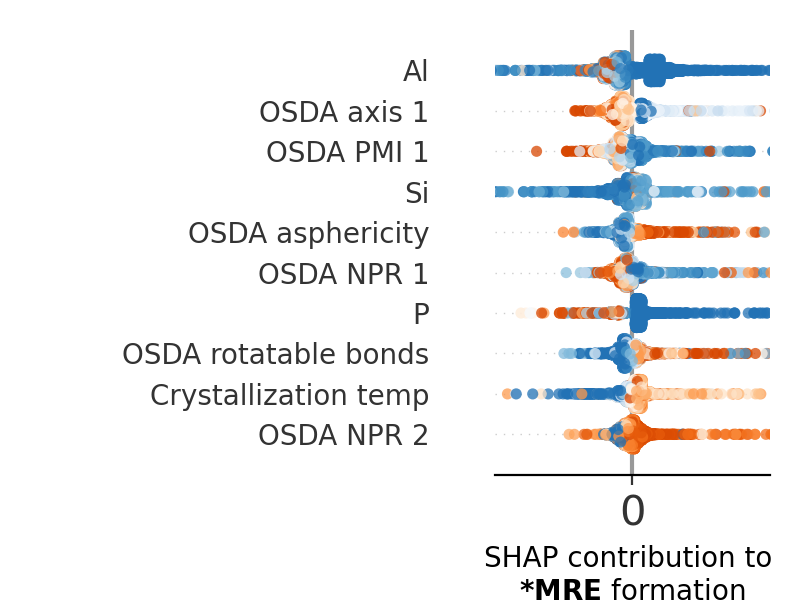 Al
OSDA axis 1
OSDA PMI 1
Si
OSDA asphericity
OSDA NPR 1
P
OSDA rotatable bonds
Crystallization temp
OSDA NPR 2
0
SHAP contribution to
*MRE formation